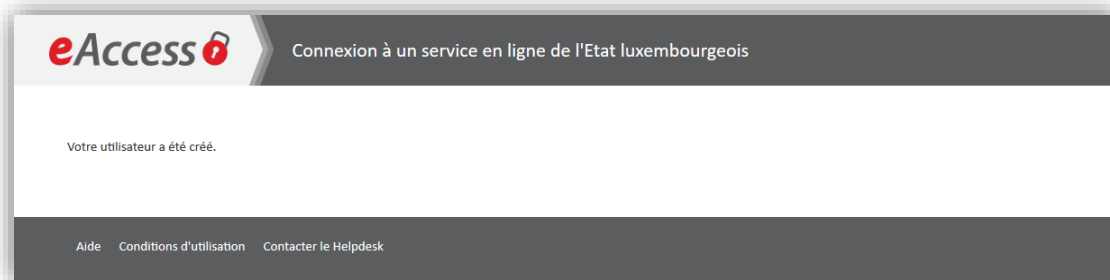 eAccess
Connexion à un service en ligne de l'Etat luxembourgeois
Votre utilisateur a été créé.
Aide Conditions d'utilisation Contacter le Helpdesk